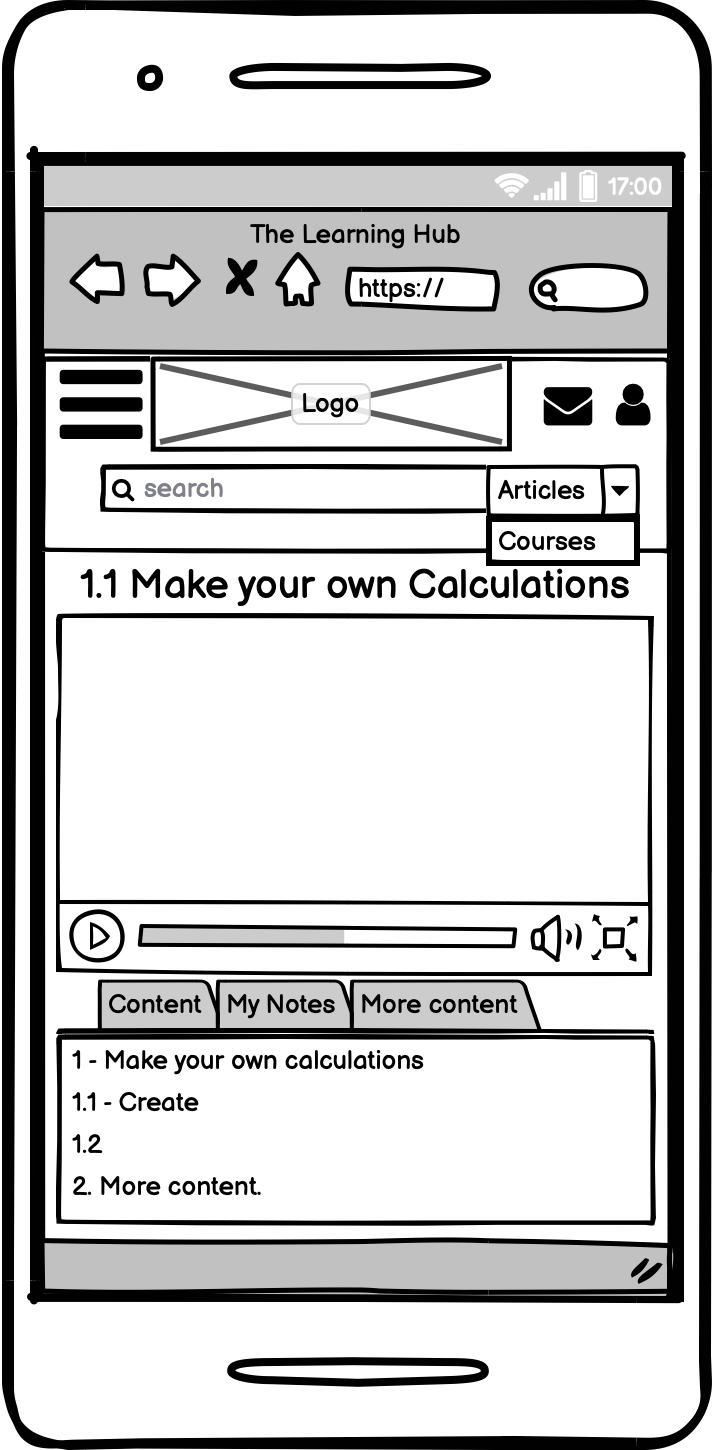 17:00
The Learning Hub
https://
Logo
search
Articles
Courses
1.1 Make your own Calculations
Content My Notes More content
1 - Make your own calculations
1.1 - Create
1.2
2. More content.